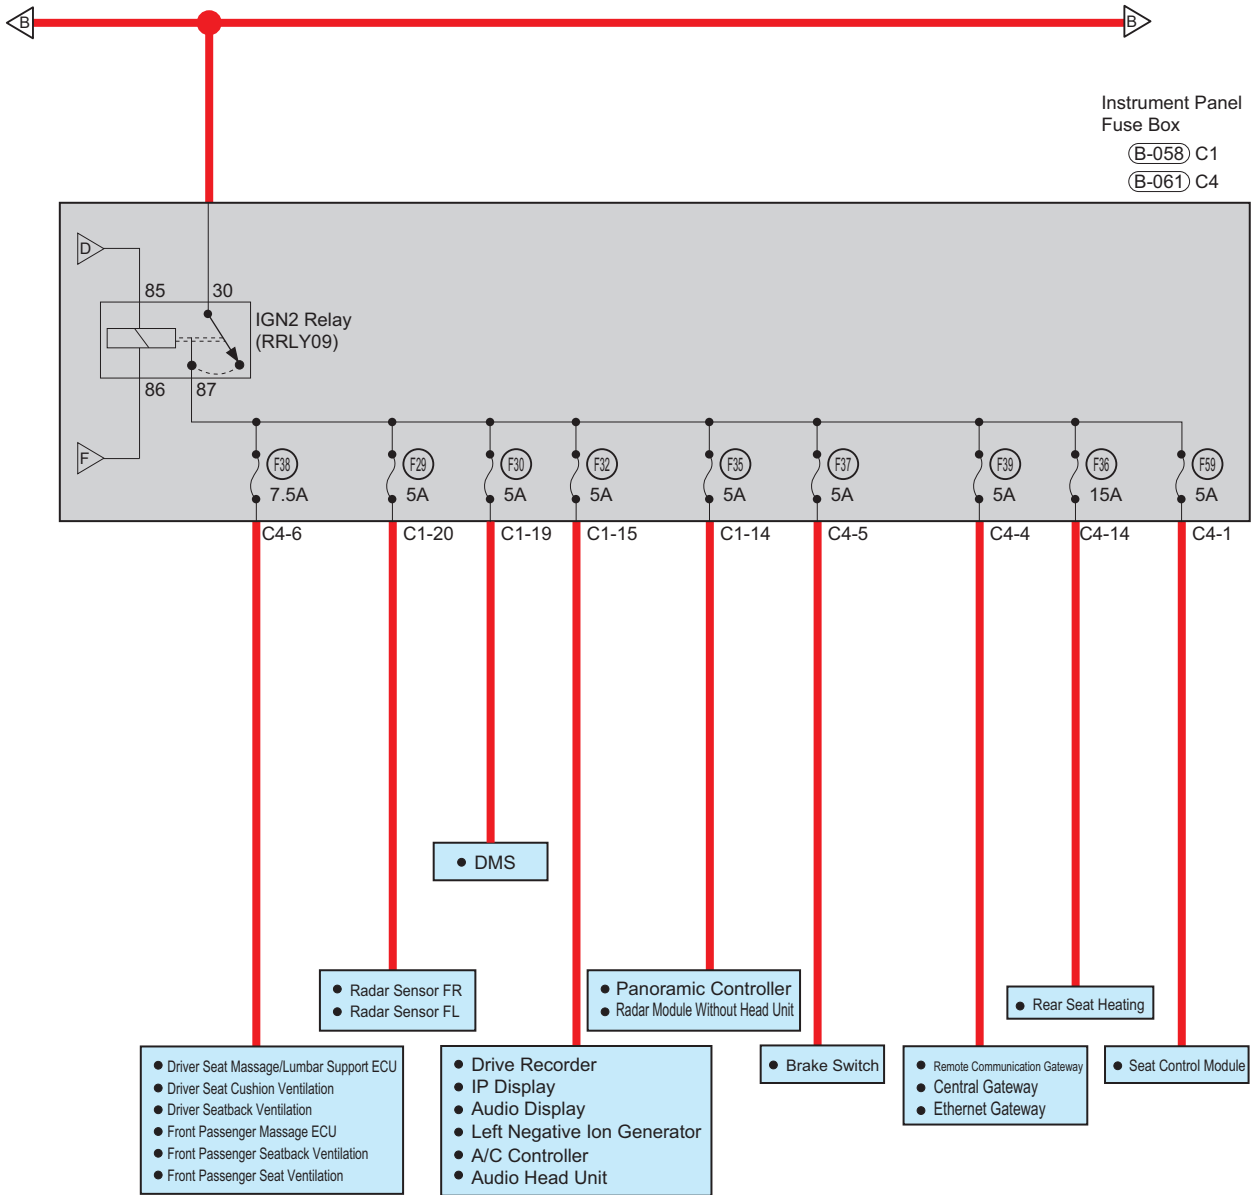 B
B
Instrument Panel
Fuse Box
B-058 C1
B-061 C4
D
85
30
IGN2 Relay
(RRLY09)
86
87
F
F38
7.5A
F29
5A
F30
5A
F32
5A
F35
5A
F37
5A
F39
5A
F36
15A
F59
5A
C4-6
C1-20
C1-19
C1-15
C1-14
C4-5
C4-4
C4-14
C4-1
• DMS
• Radar Sensor FR
• Radar Sensor FL
• Panoramic Controller
• Radar Module Without Head Unit
• Rear Seat Heating
• Driver Seat Massage/Lumbar Support ECU
• Driver Seat Cushion Ventilation
• Driver Seatback Ventilation
• Front Passenger Massage ECU
• Front Passenger Seatback Ventilation
• Front Passenger Seat Ventilation
• Drive Recorder
• IP Display
• Audio Display
• Left Negative Ion Generator
• A/C Controller
• Audio Head Unit
• Brake Switch
• Remote Communication Gateway
• Central Gateway
• Ethernet Gateway
• Seat Control Module